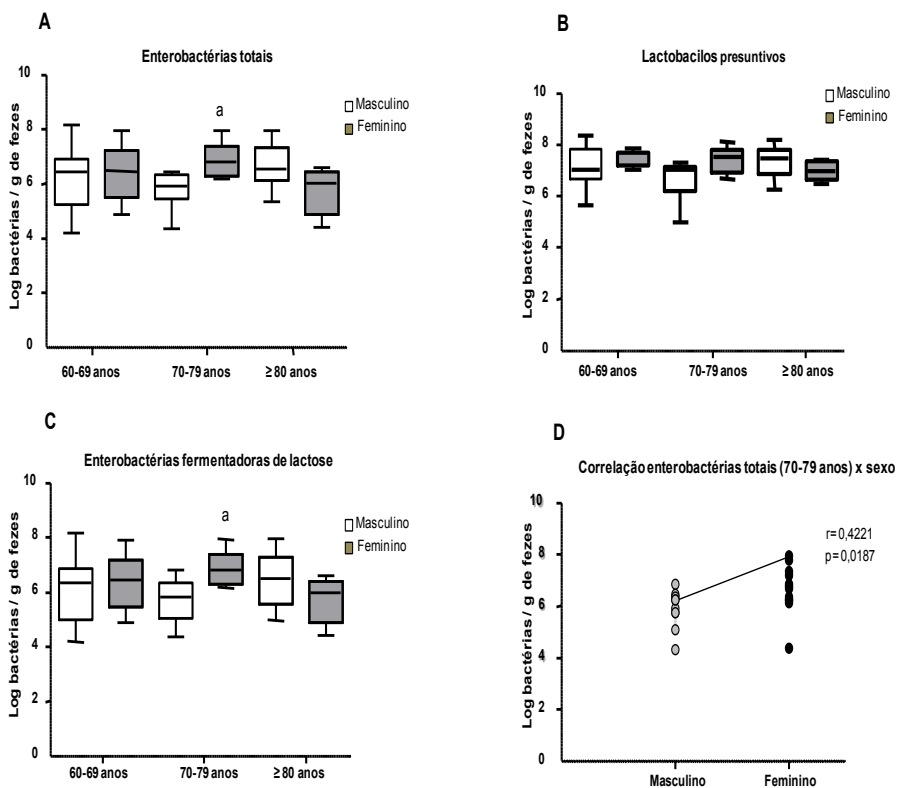 A
Enterobactérias totais
Log bactérias / g de fezes
10
8
6
4
2
0
a
Masculino
Feminino
60-69 anos
70-79 anos
≥ 80 anos
B
Lactobacilos presuntivos
Log bactérias / g de fezes
10
8
6
4
2
0
Masculino
Feminino
60-69 anos
70-79 anos
≥ 80 anos
C
Enterobactérias fermentadoras de lactose
Log bactérias / g de fezes
10
8
6
4
2
0
a
Masculino
Feminino
60-69 anos
70-79 anos
≥ 80 anos
D
Correlação enterobactérias totais (70-79 anos) x sexo
Log bactérias / g de fezes
10
8
6
4
2
0
r=0,4221
p=0,0187
Masculino
Feminino